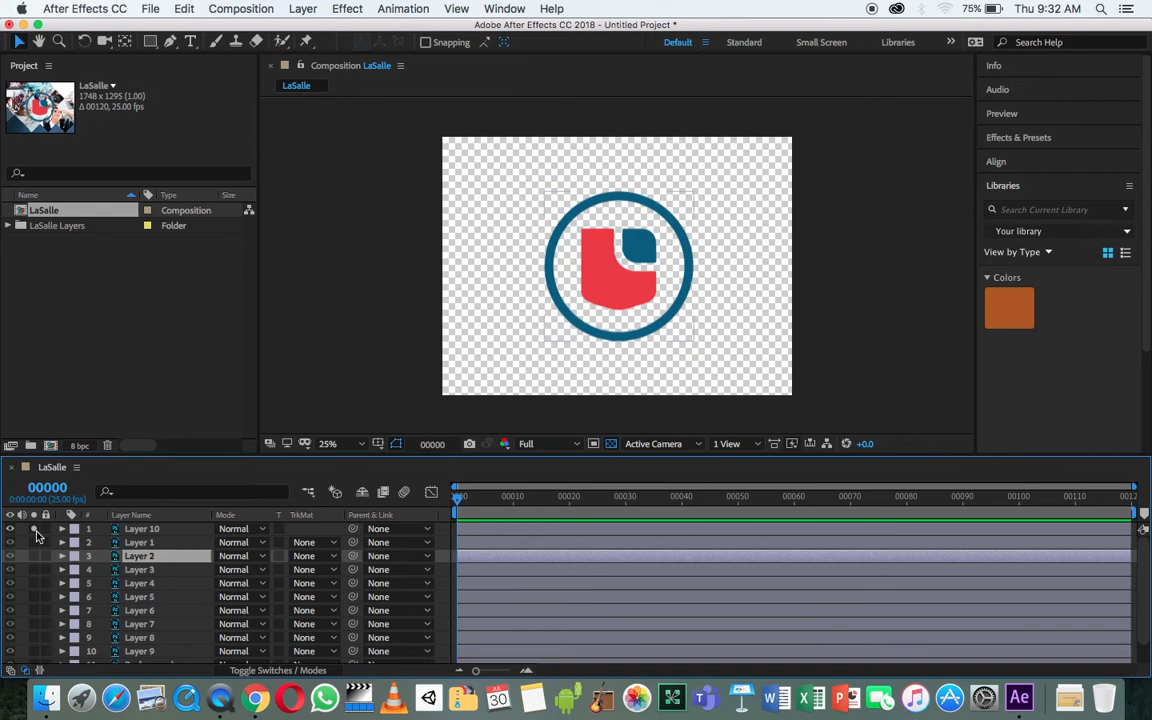 After Effects CC File Edit Composition Layer Effect Animation View Window Help 75% Thu 9:32 AM
Adobe After Effects CC 2018 - Untitled Project *
Snapping Default Standard Small Screen Libraries Search Help
Project Composition LaSalle Info
LaSalle LaSalle Audio
1748 x 1295 (1.00)
Δ 00120, 25.00 fps
Preview
Effects & Presets
Align
Libraries
Name Type Size Search Current Library
LaSalle Composition Your library
LaSalle Layers Folder
View by Type
Colors
8 bpc 25% 00000 Full Active Camera 1 View +0.0
LaSalle
00000
0:00:00:00 (25.00 fps)
00010 00020 00030 00040 00050 00060 00070 00080 00090 00100 00110
# Layer Name Mode T TrkMat Parent & Link
1 Layer 10 Normal None
2 Layer 1 Normal None None
3 Layer 2 Normal None None
4 Layer 3 Normal None None
5 Layer 4 Normal None None
6 Layer 5 Normal None None
7 Layer 6 Normal None None
8 Layer 7 Normal None None
9 Layer 8 Normal None None
10 Layer 9 Normal None None
Toggle Switches / Modes
30
Ae